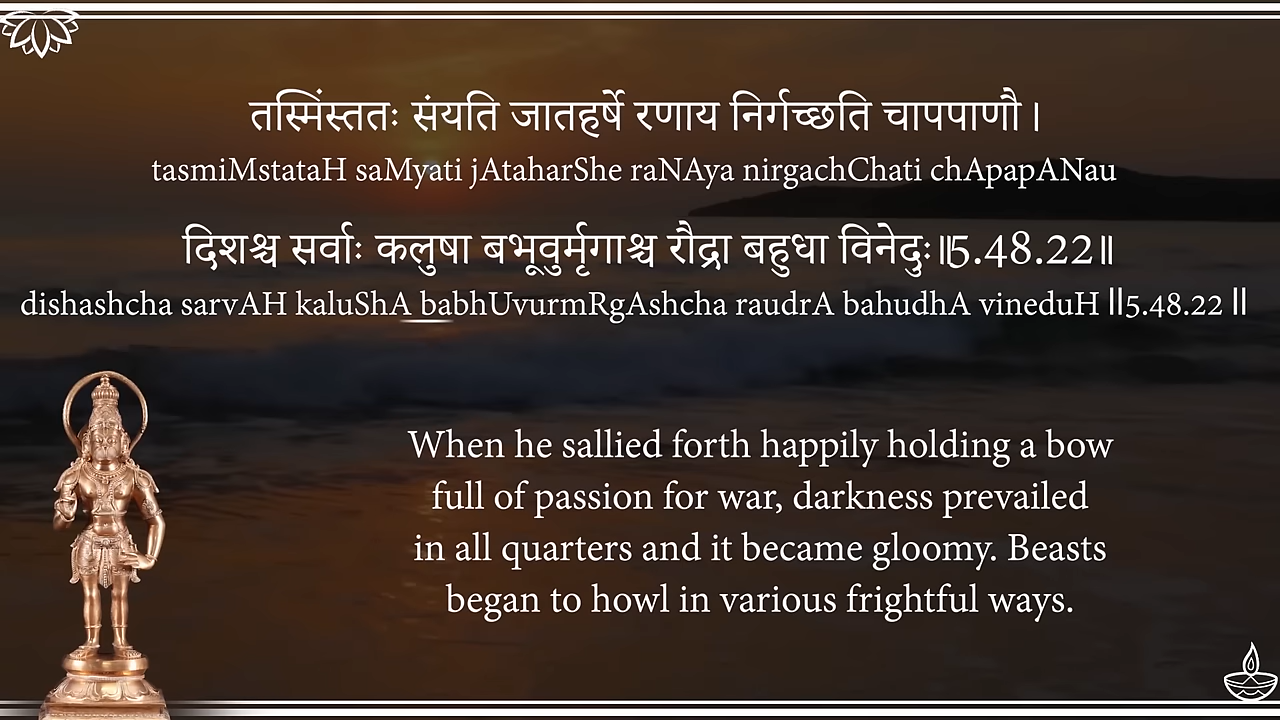 तस्मिंस्ततः संयति जातहर्षे रणाय निर्गच्छति चापपाणौ।
tasmiMstataH saMyati jAtaharShe raNAya nirgachChati chApapANau
दिशश्च सर्वाः कलुषा बभूवुर्मृगाश्च रौद्रा बहुधा विनेदुः॥5.48.22॥
dishashcha sarvAH kaluShA babhUvurmRgAshcha raudrA bahudhA vineduH॥5.48.22॥
When he sallied forth happily holding a bow
full of passion for war, darkness prevailed
in all quarters and it became gloomy. Beasts
began to howl in various frightful ways.